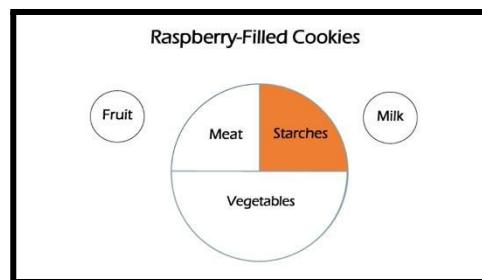 Raspberry-Filled Cookies
Fruit
Meat
Starches
Milk
Vegetables